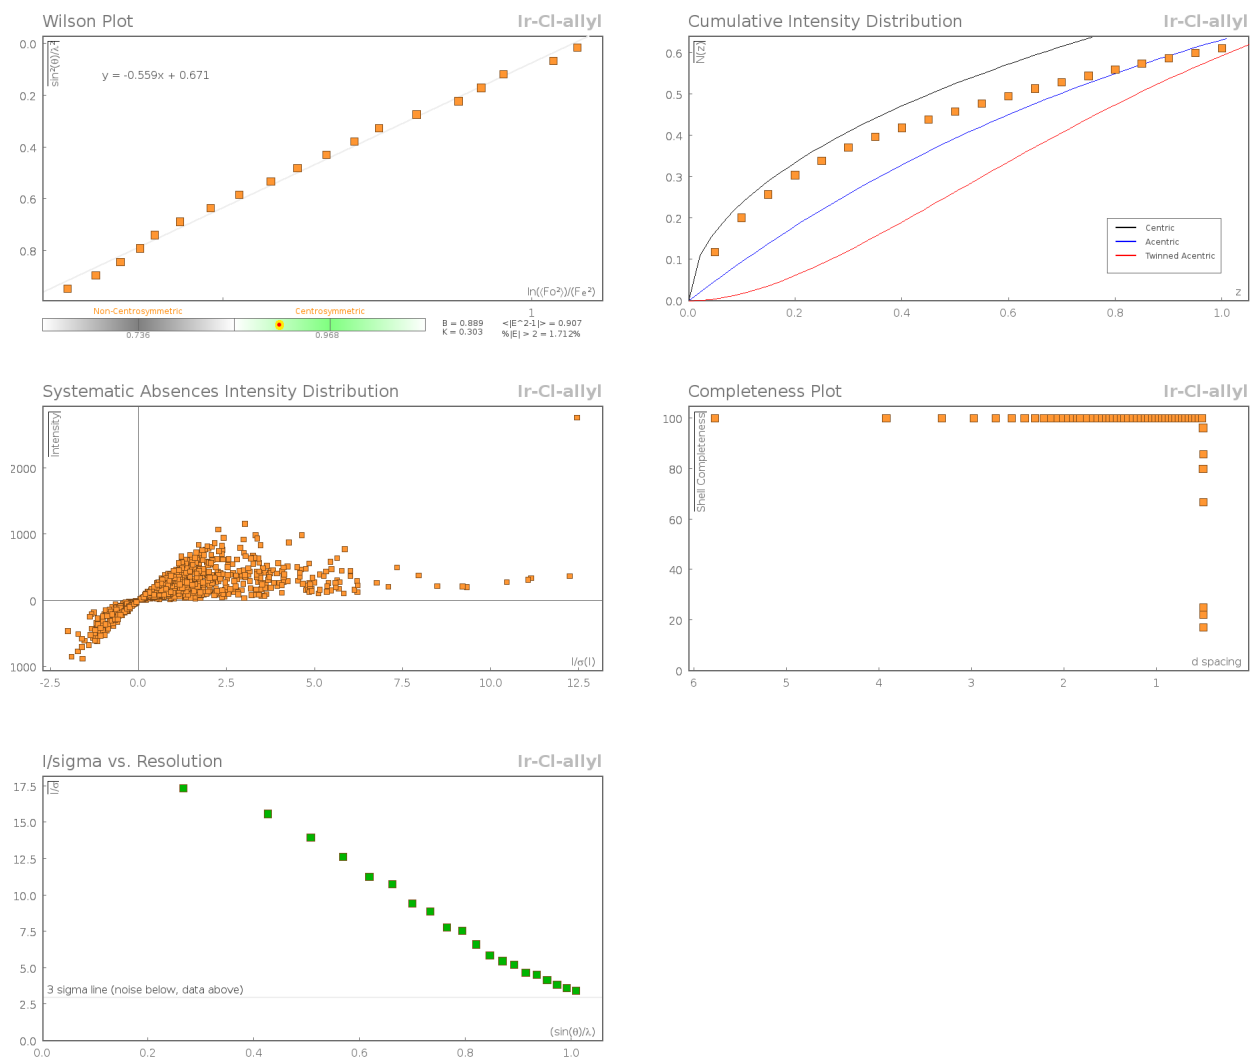 Wilson Plot
Ir-Cl-allyl
sin²(θ)/λ²
y = -0.559x + 0.671
0.0
0.2
0.4
0.6
0.8
ln(⟨Fo²⟩)/(Fₑ²)
1
Non-Centrosymmetric
Centrosymmetric
0.736
0.968
B = 0.889
K = 0.303
<|E^2-1|> = 0.907
%|E| > 2 = 1.712%
Cumulative Intensity Distribution
Ir-Cl-allyl
N(z)
0.6
0.5
0.4
0.3
0.2
0.1
0.0
Centric
Acentric
Twinned Acentric
z
0.0 0.2 0.4 0.6 0.8 1.0
Systematic Absences Intensity Distribution
Ir-Cl-allyl
Intensity
2000
1000
0
1000
I/σ(I)
-2.5 0.0 2.5 5.0 7.5 10.0 12.5
Completeness Plot
Ir-Cl-allyl
Shell Completeness
100
80
60
40
20
0
d spacing
6 5 4 3 2 1
I/sigma vs. Resolution
Ir-Cl-allyl
I/σ
17.5
15.0
12.5
10.0
7.5
5.0
3 sigma line (noise below, data above)
2.5
0.0
(sin(θ)/λ)
0.0 0.2 0.4 0.6 0.8 1.0